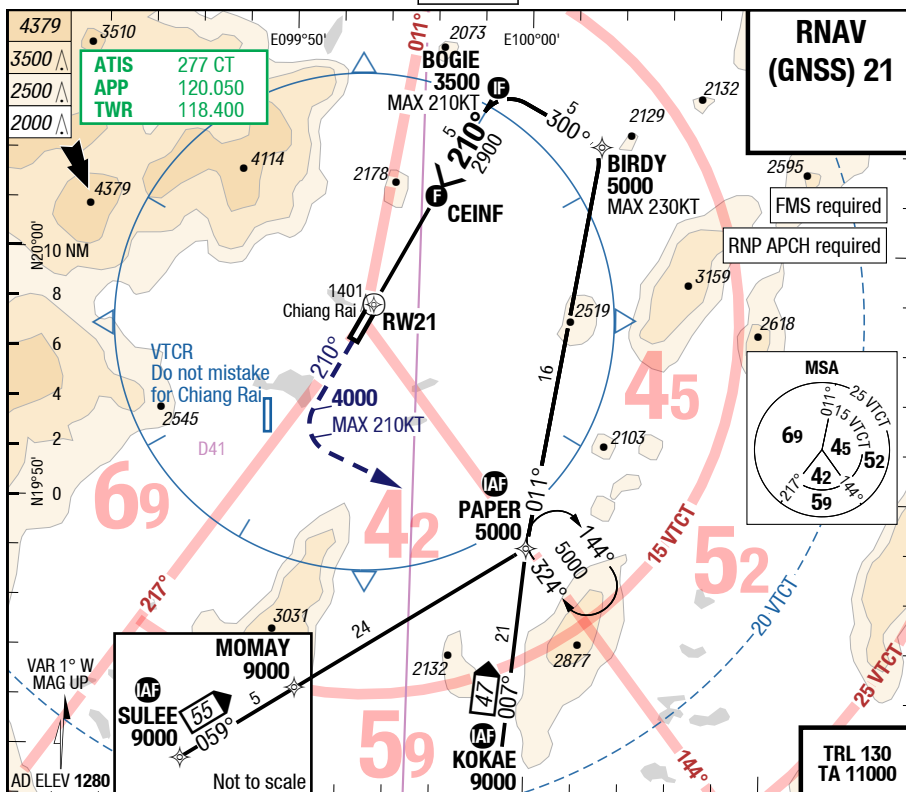 4379
3500
2500
2000
3510
ATIS 277 CT
APP 120.050
TWR 118.400
E099°50'
011°
2073
E100°00'
RNAV
(GNSS) 21
BOGIE
3500
MAX 210KT
IF
5
300°
2132
2129
BIRDY
5000
MAX 230KT
2595
FMS required
RNP APCH required
5
210°
2900
4114
2178
4379
F
CEINF
N20°00'
10 NM
8
6
4
2
0
N19°50'
1401
Chiang Rai
RW21
3159
2519
2618
VTCR
Do not mistake
for Chiang Rai
2545
D41
210°
4000
MAX 210KT
16
45
2103
MSA
25 VTCT
15 VTCT
011°
69
45
52
42
59
217°
144°
69
42
IAF
PAPER
5000
011°
144°
5000
324°
15 VTCT
52
20 VTCT
25 VTCT
217°
3031
24
MOMAY
9000
VAR 1° W
MAG UP
IAF
SULEE
9000
55
059°
5
Not to scale
AD ELEV 1280
2132
21
2877
47
007°
59
IAF
KOKAE
9000
144°
TRL 130
TA 11000